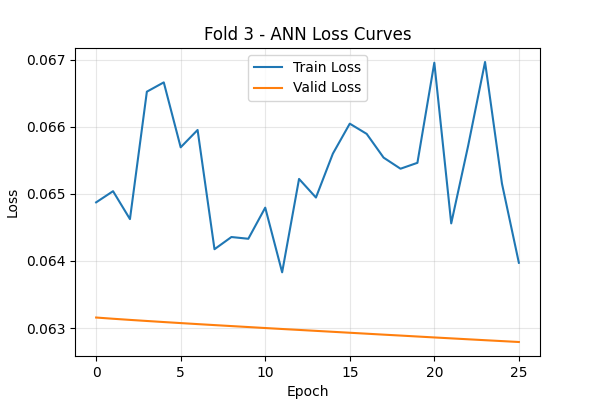 Fold 3 - ANN Loss Curves
Train Loss
Valid Loss
Loss
0.067
0.066
0.065
0.064
0.063
0 5 10 15 20 25
Epoch